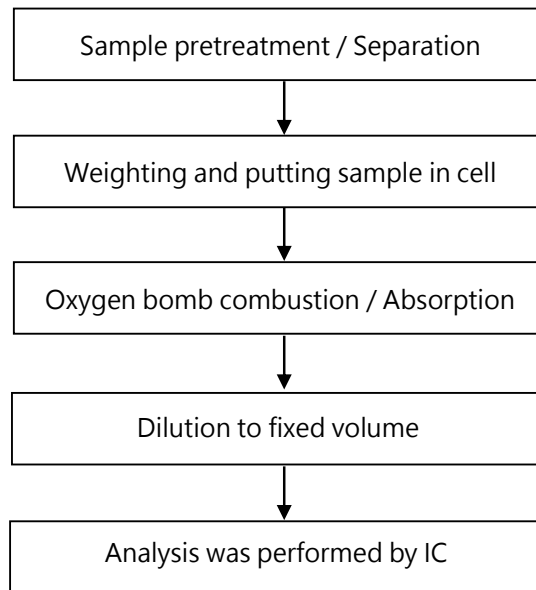 Sample pretreatment / Separation
Weighting and putting sample in cell
Oxygen bomb combustion / Absorption
Dilution to fixed volume
Analysis was performed by IC